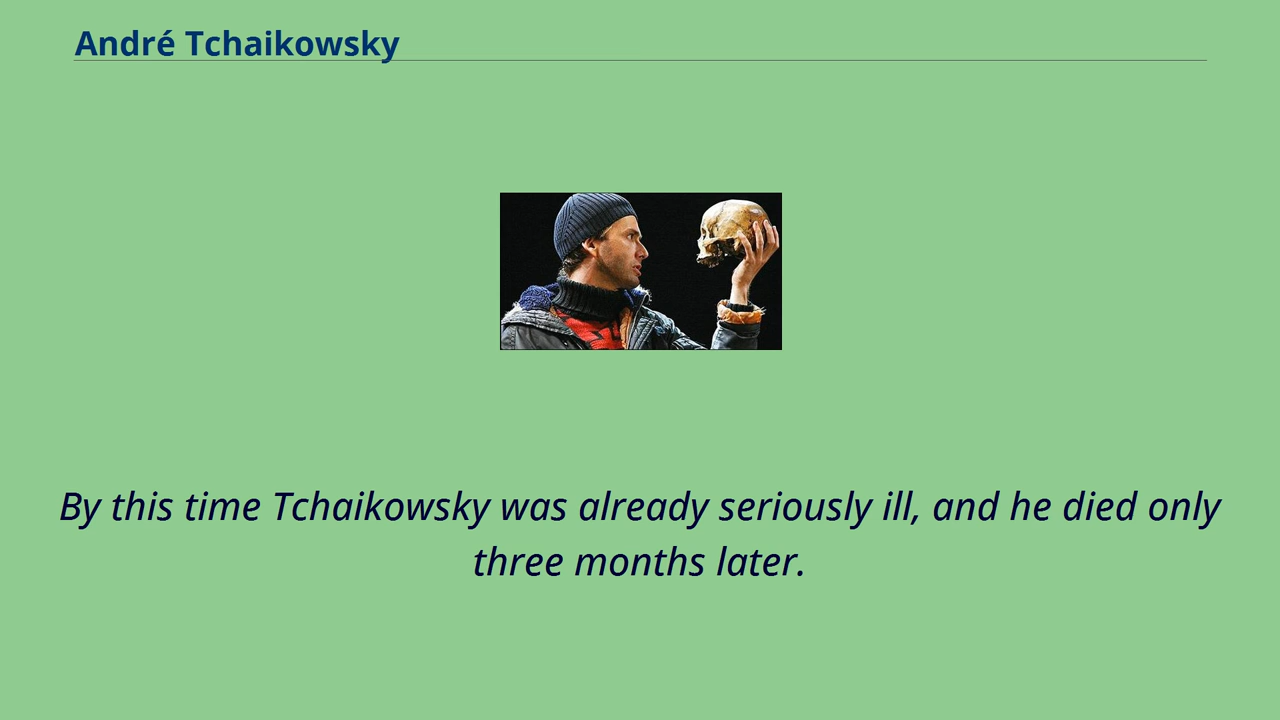 André Tchaikowsky
By this time Tchaikowsky was already seriously ill, and he died only
three months later.